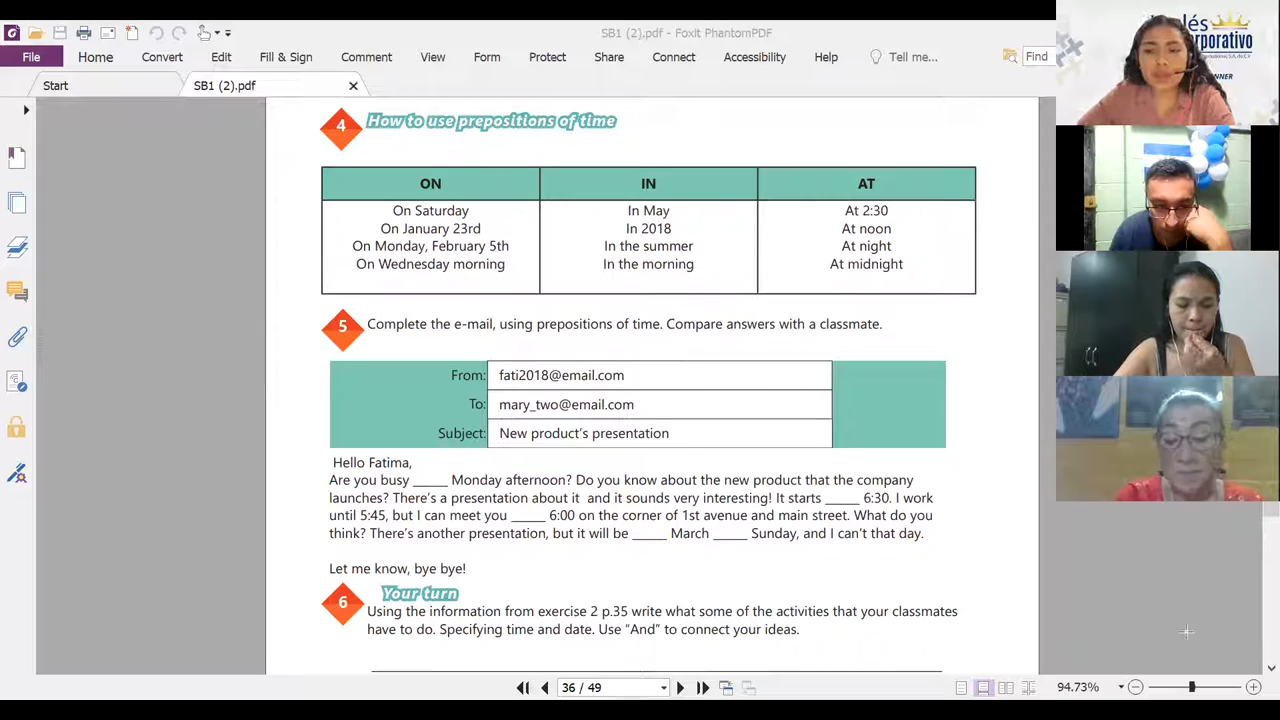 SB1 (2).pdf - Foxit PhantomPDF
File Home Convert Edit Fill & Sign Comment View Form Protect Share Connect Accessibility Help Tell me... Find
Start SB1 (2).pdf
4 How to use prepositions of time
ON IN AT
On Saturday In May At 2:30
On January 23rd In 2018 At noon
On Monday, February 5th In the summer At night
On Wednesday morning In the morning At midnight
5 Complete the e-mail, using prepositions of time. Compare answers with a classmate.
From: fati2018@email.com
To: mary_two@email.com
Subject: New product's presentation
Hello Fatima,
Are you busy _____ Monday afternoon? Do you know about the new product that the company
launches? There's a presentation about it and it sounds very interesting! It starts _____ 6:30. I work
until 5:45, but I can meet you _____ 6:00 on the corner of 1st avenue and main street. What do you
think? There's another presentation, but it will be _____ March _____ Sunday, and I can't that day.
Let me know, bye bye!
6 Your turn
Using the information from exercise 2 p.35 write what some of the activities that your classmates
have to do. Specifying time and date. Use “And” to connect your ideas.
36 / 49
94.73%